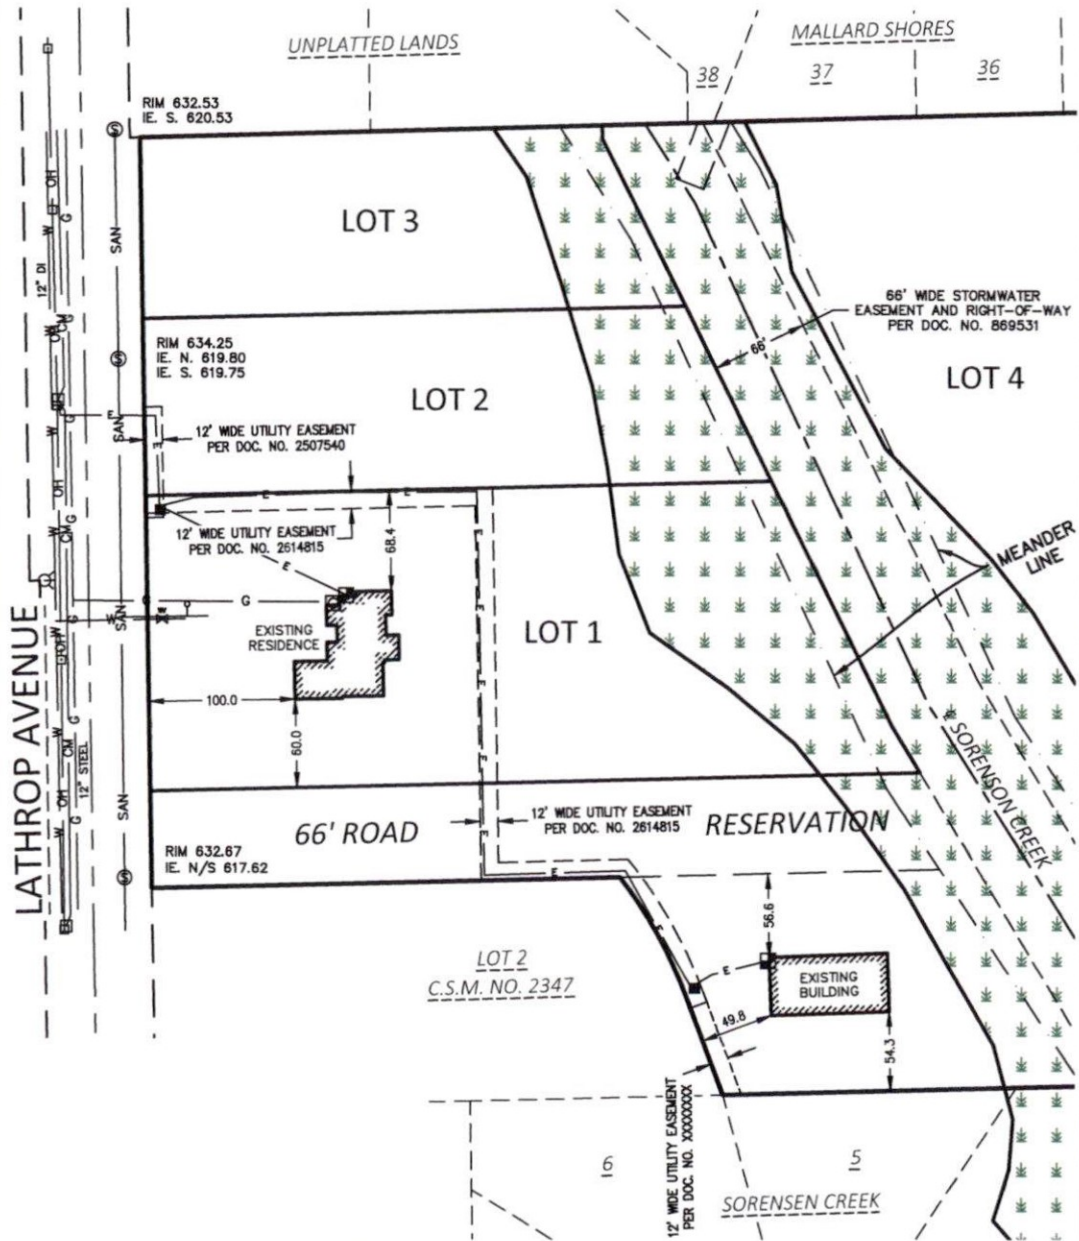 UNPLATTED LANDS
MALLARD SHORES
38
37
36
RIM 632.53
IE. S. 620.53
LOT 3
66' WIDE STORMWATER
EASEMENT AND RIGHT-OF-WAY
PER DOC. NO. 869531
66'
RIM 634.25
IE. N. 619.80
IE. S. 619.75
LOT 2
LOT 4
12' WIDE UTILITY EASEMENT
PER DOC. NO. 2507540
12' WIDE UTILITY EASEMENT
PER DOC. NO. 2614815
68.4
MEANDER
LINE
EXISTING
RESIDENCE
LOT 1
100.0
60.0
LATHROP AVENUE
12" DI
12" STEEL
SAN
SAN
SAN
SAN
OH
W
G
CM
E
E
E
E
G
W
SORENSON CREEK
66' ROAD
RESERVATION
12' WIDE UTILITY EASEMENT
PER DOC. NO. 2614815
RIM 632.67
IE. N/S 617.62
LOT 2
C.S.M. NO. 2347
56.6
EXISTING
BUILDING
E
49.8
54.3
12' WIDE UTILITY EASEMENT
PER DOC. NO. XXXXXXX
6
5
SORENSEN CREEK